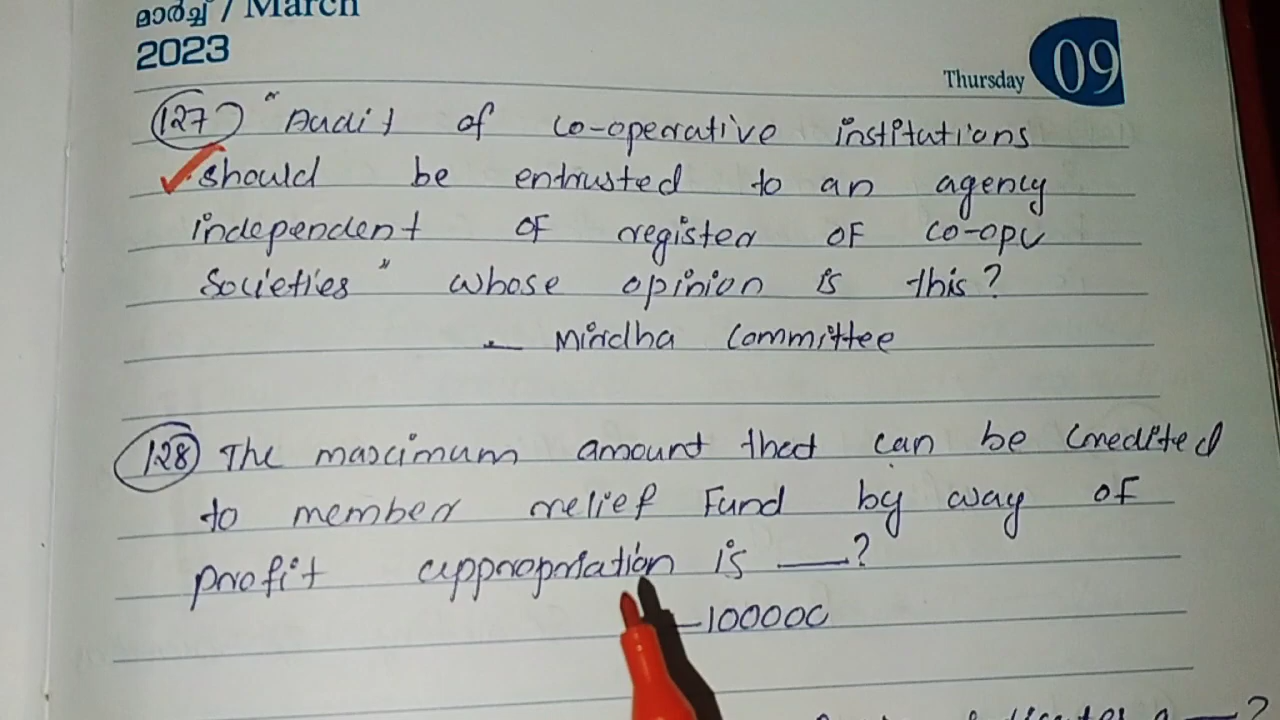 മാർച്ച് / March
2023
Thursday 09
127) "Audit of co-operative institutions
should be entrusted to an agency
independent of register of co-opv
societies" whose opinion is this?
- Mirdha Committee
128 The maximum amount that can be credited
to member relief Fund by way of
profit appropriation is —?
- 100000